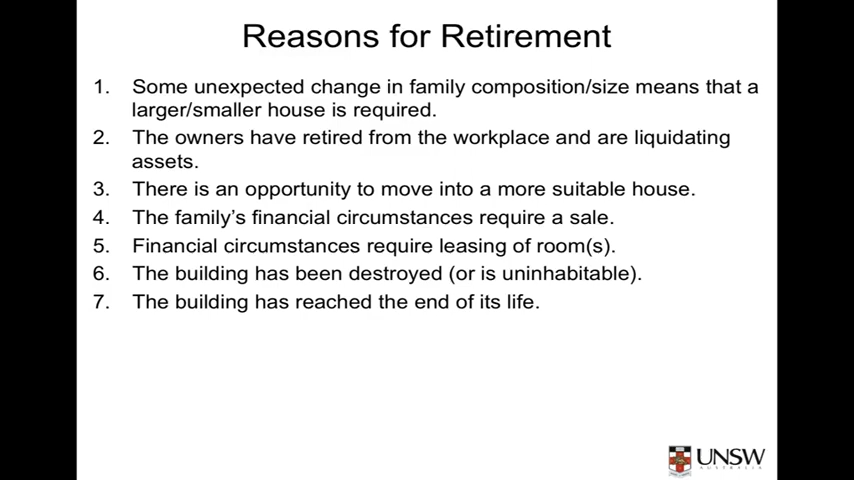 Reasons for Retirement
1. Some unexpected change in family composition/size means that a
larger/smaller house is required.
2. The owners have retired from the workplace and are liquidating
assets.
3. There is an opportunity to move into a more suitable house.
4. The family's financial circumstances require a sale.
5. Financial circumstances require leasing of room(s).
6. The building has been destroyed (or is uninhabitable).
7. The building has reached the end of its life.
UNSW
AUSTRALIA